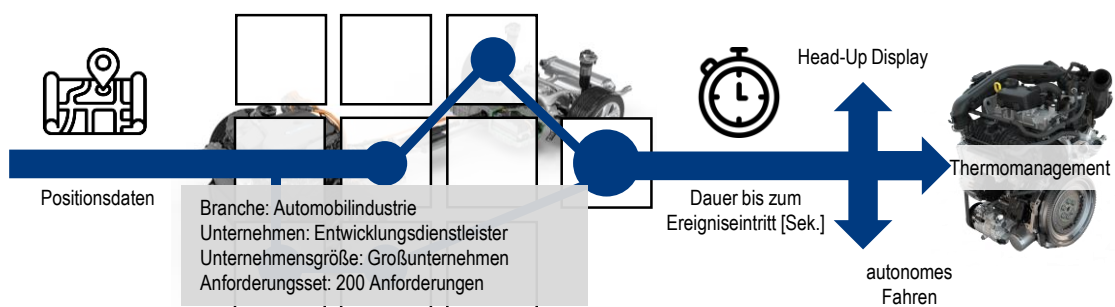 Positionsdaten
Branche: Automobilindustrie
Unternehmen: Entwicklungsdienstleister
Unternehmensgröße: Großunternehmen
Anforderungsset: 200 Anforderungen
Dauer bis zum
Ereigniseintritt [Sek.]
Head-Up Display
Thermomanagement
autonomes
Fahren